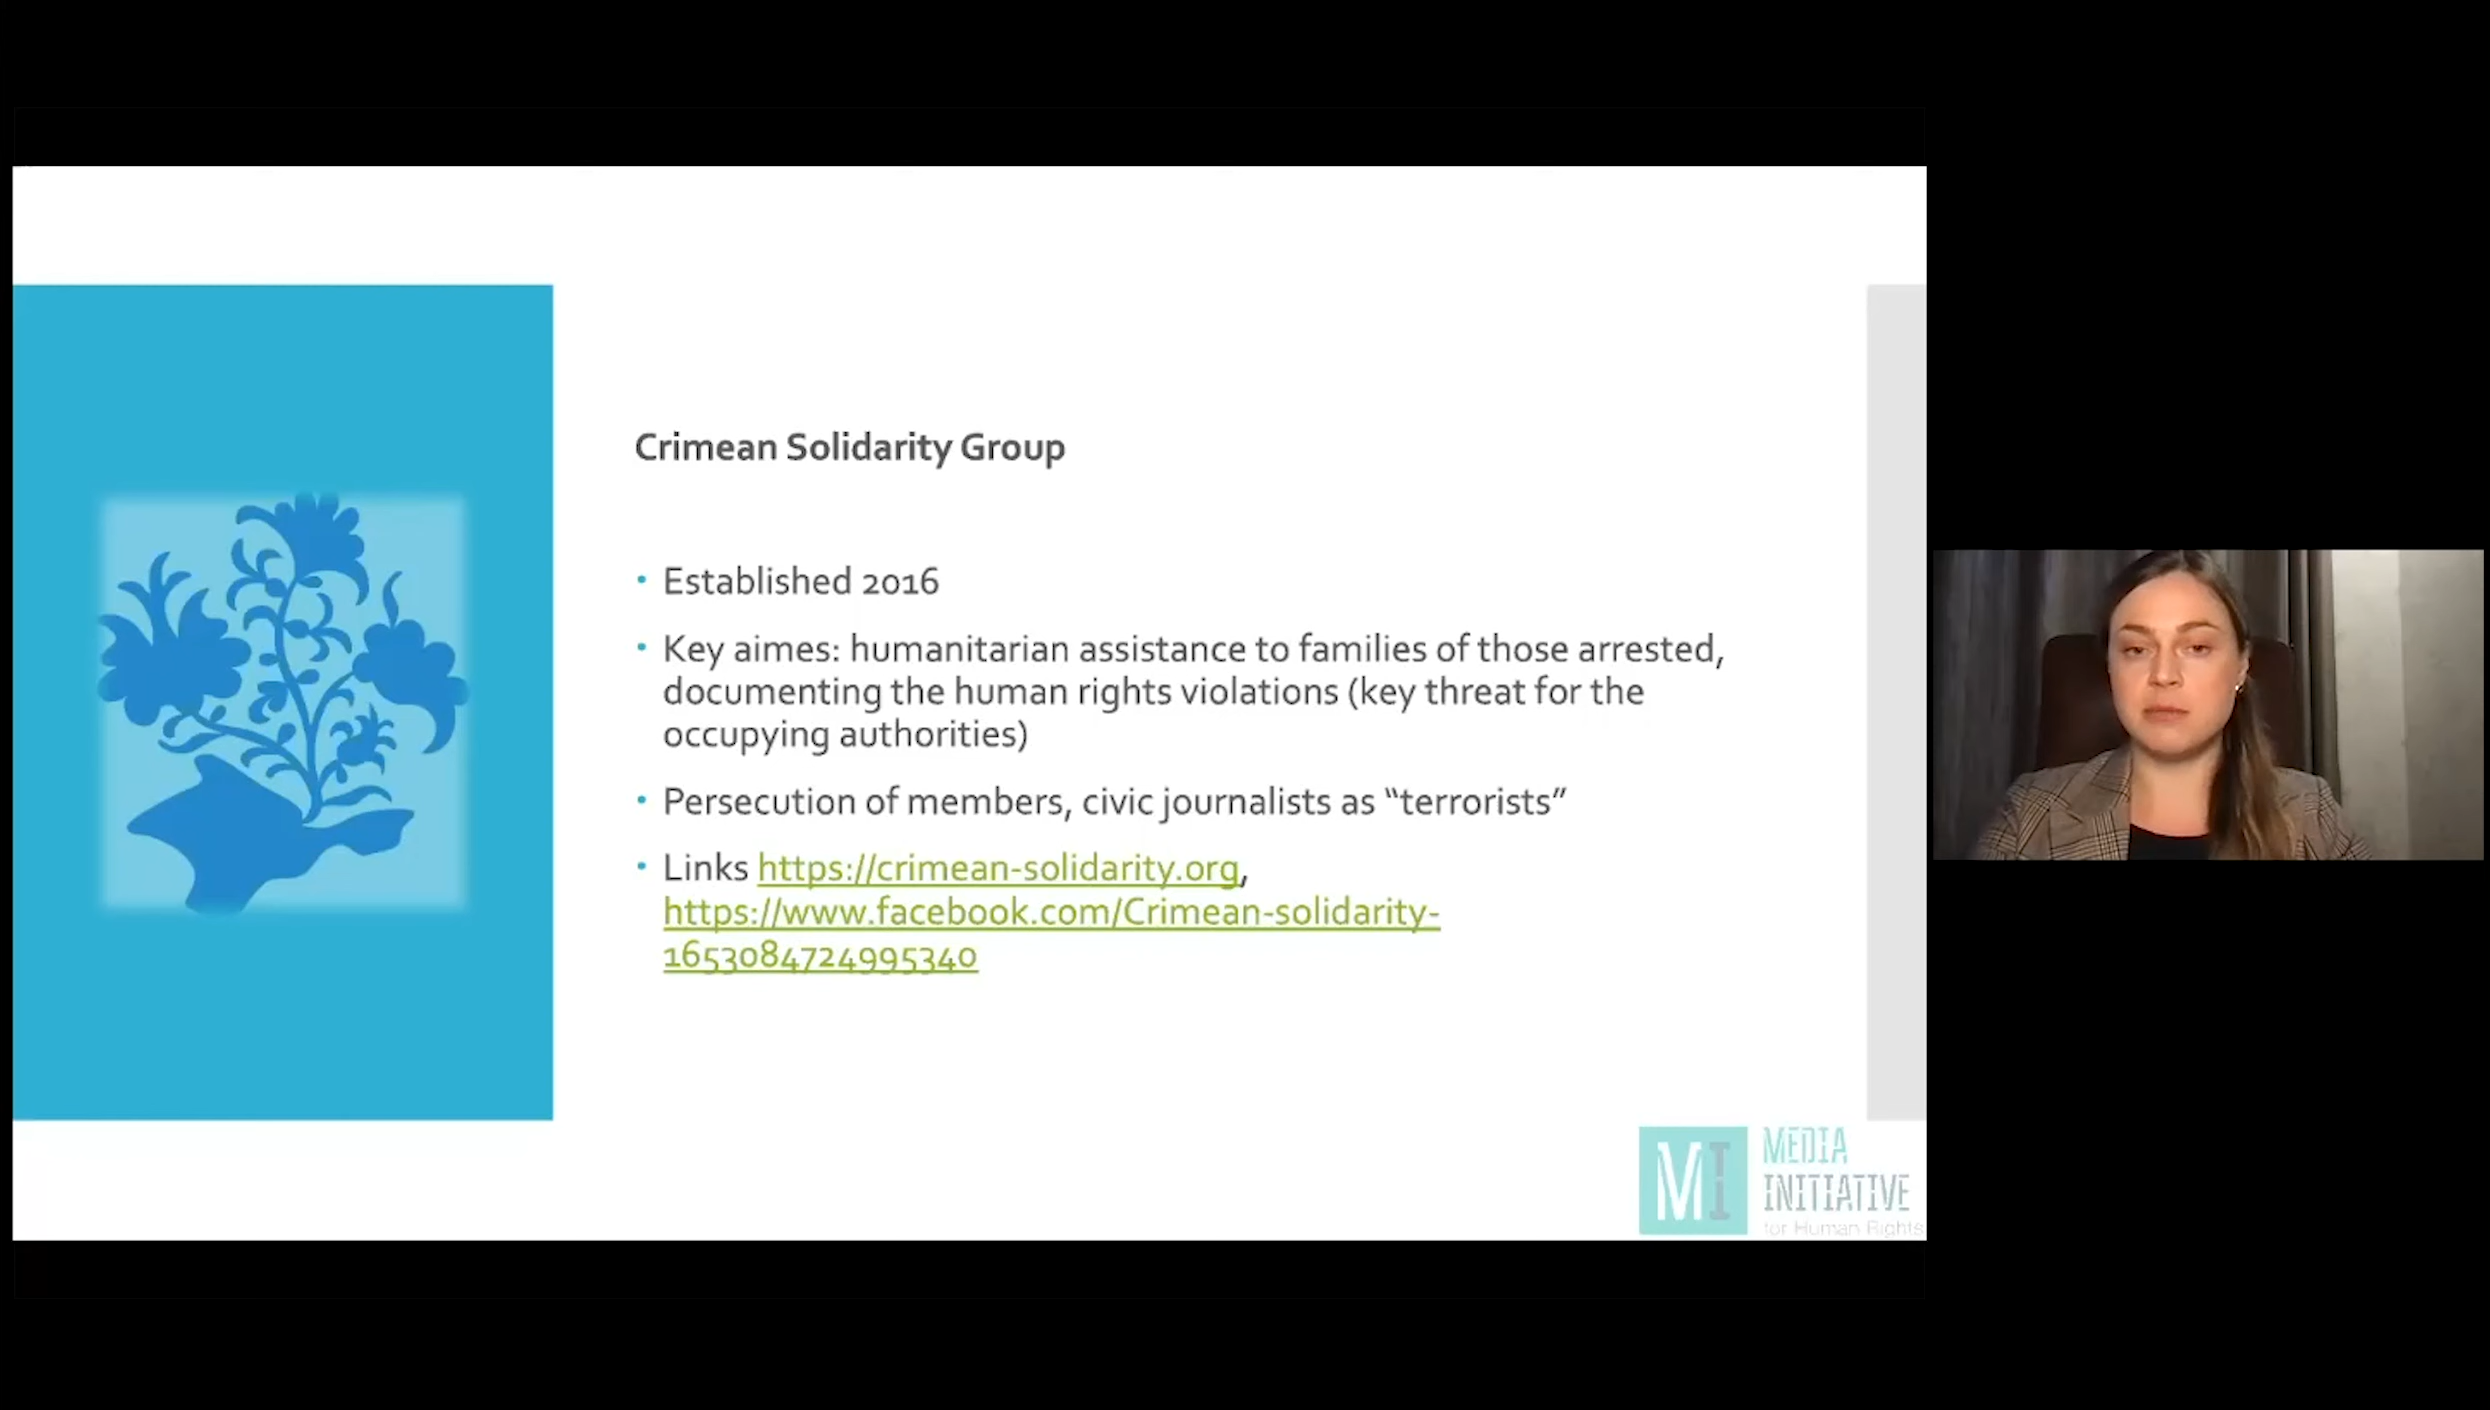 Crimean Solidarity Group
• Established 2016
• Key aimes: humanitarian assistance to families of those arrested,
documenting the human rights violations (key threat for the
occupying authorities)
• Persecution of members, civic journalists as “terrorists”
• Links https://crimean-solidarity.org,
https://www.facebook.com/Crimean-solidarity-
1653084724995340
MI
MEDIA
INITIATIVE
for Human Rights